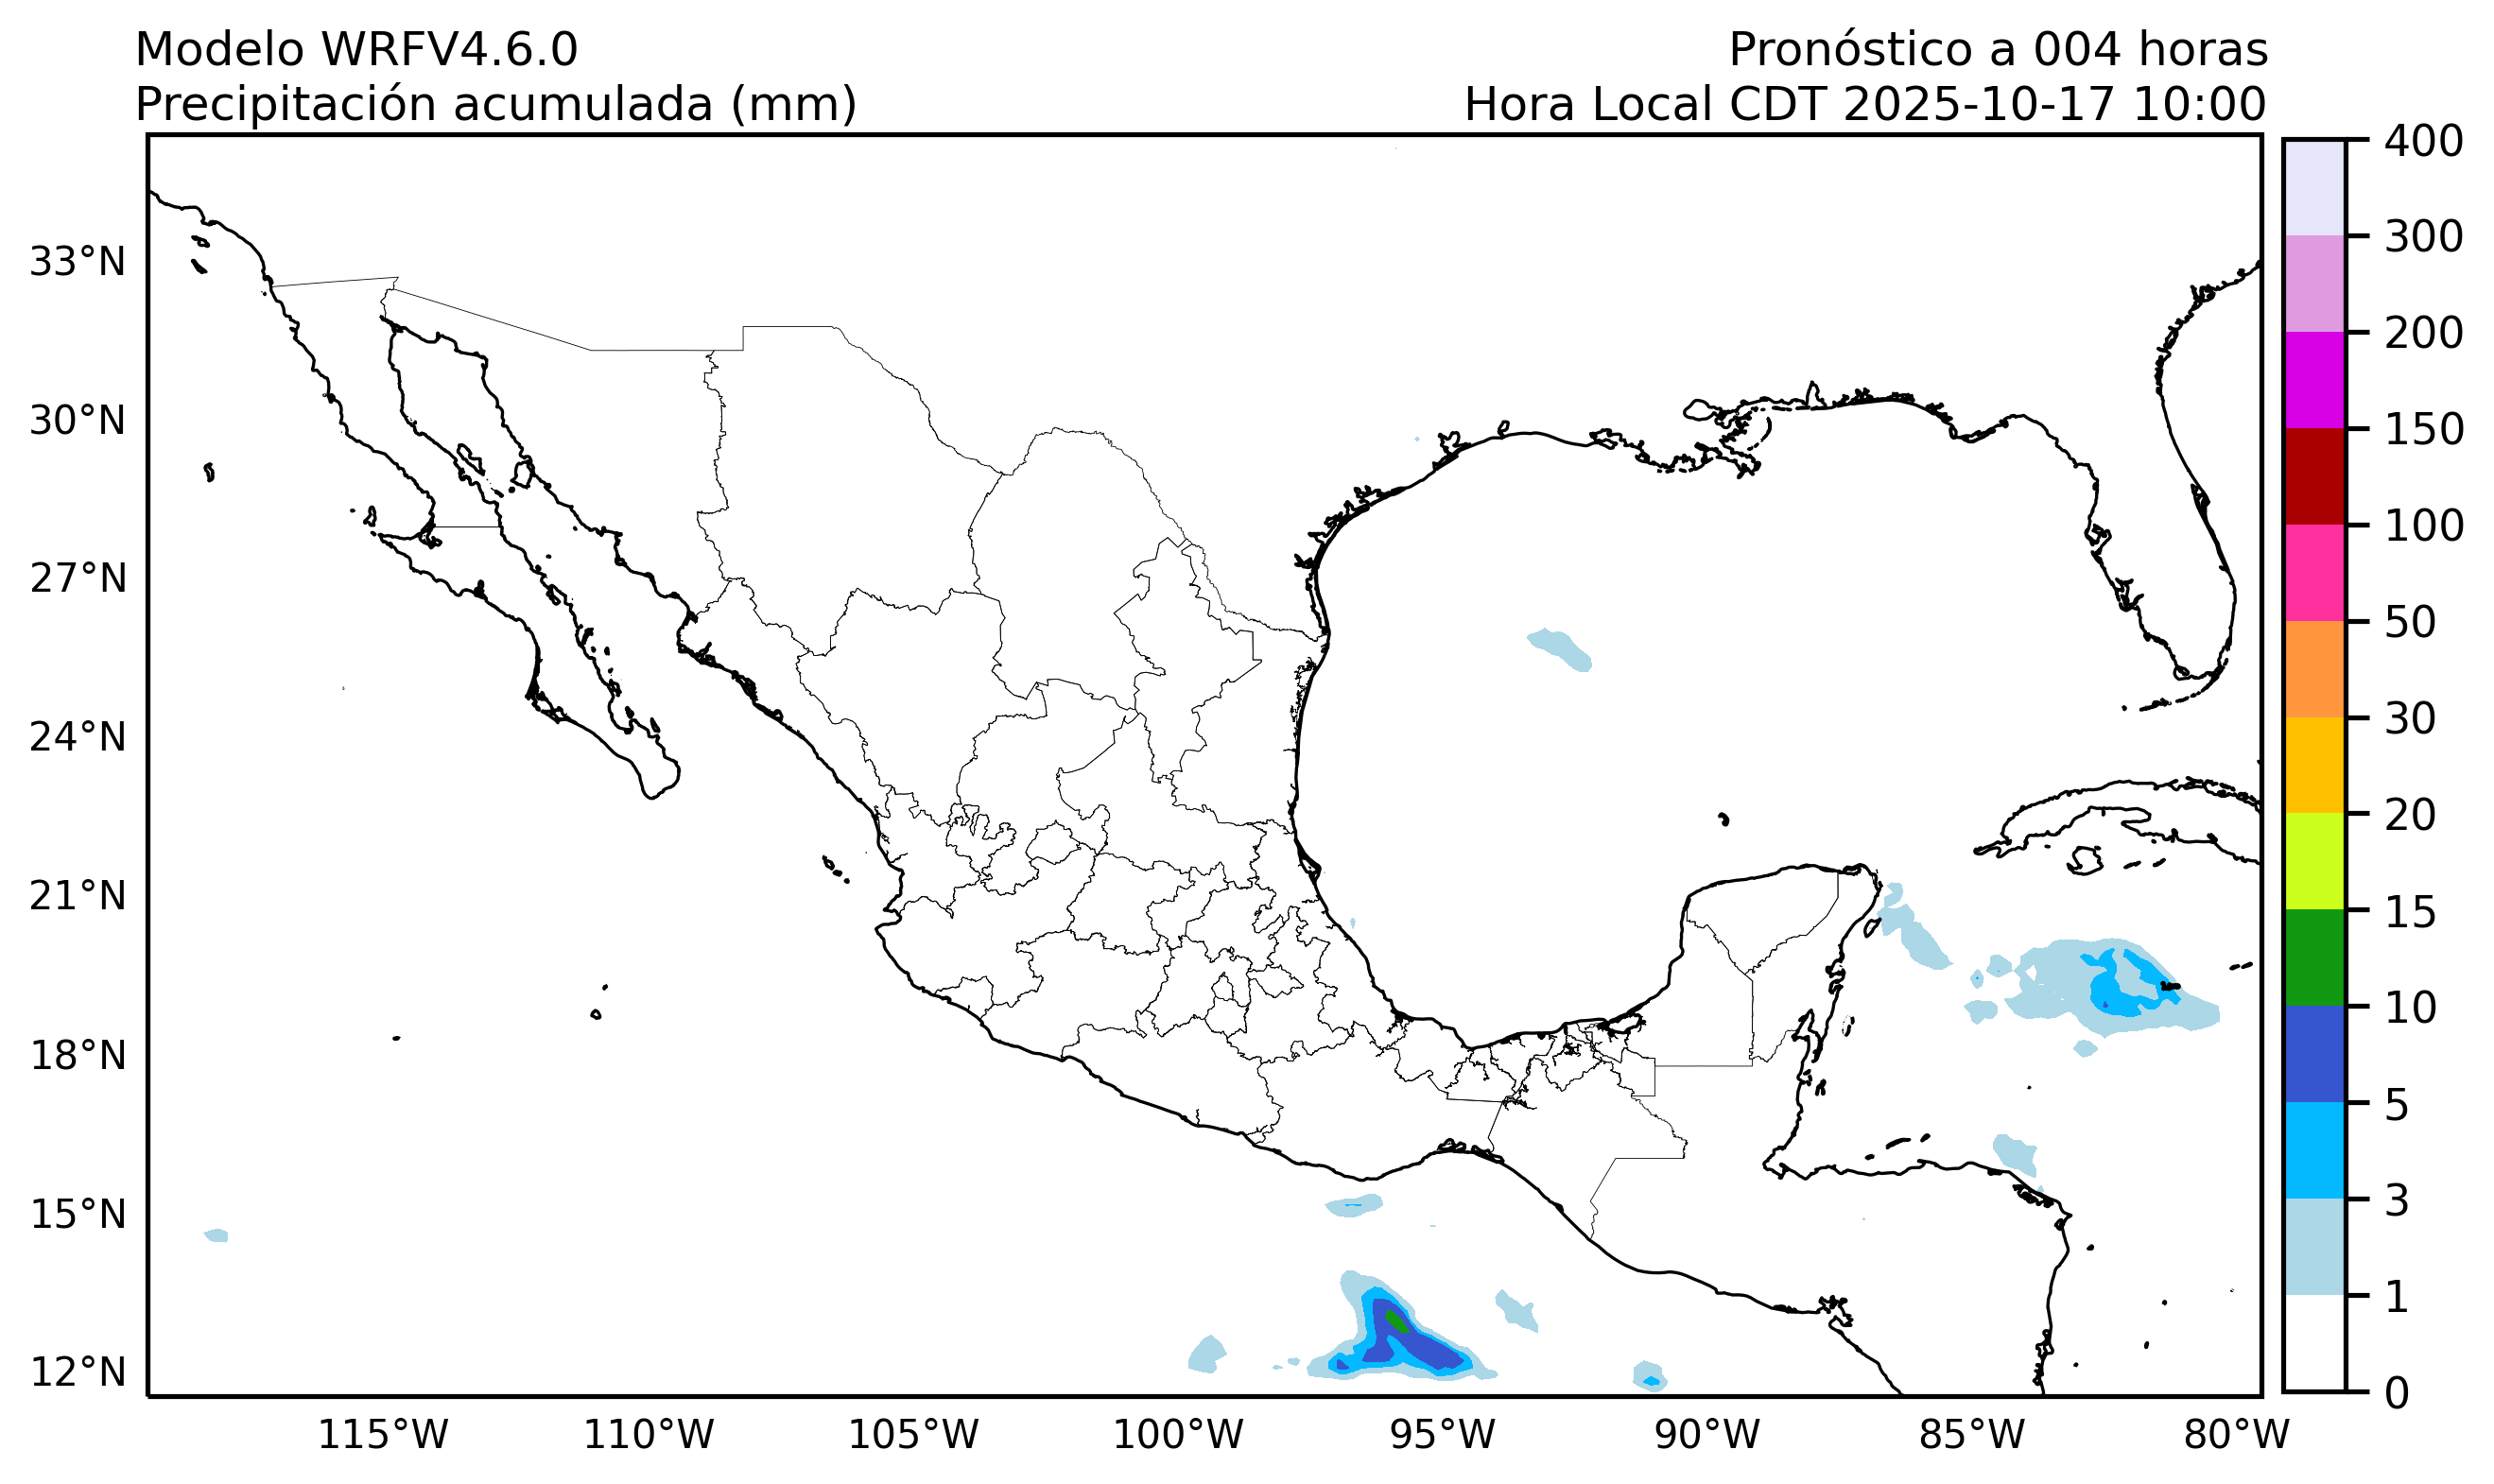 Modelo WRFV4.6.0
Pronóstico a 004 horas
Precipitación acumulada (mm)
Hora Local CDT 2025-10-17 10:00
33°N
30°N
27°N
24°N
21°N
18°N
15°N
12°N
115°W
110°W
105°W
100°W
95°W
90°W
85°W
80°W
400
300
200
150
100
50
30
20
15
10
5
3
1
0